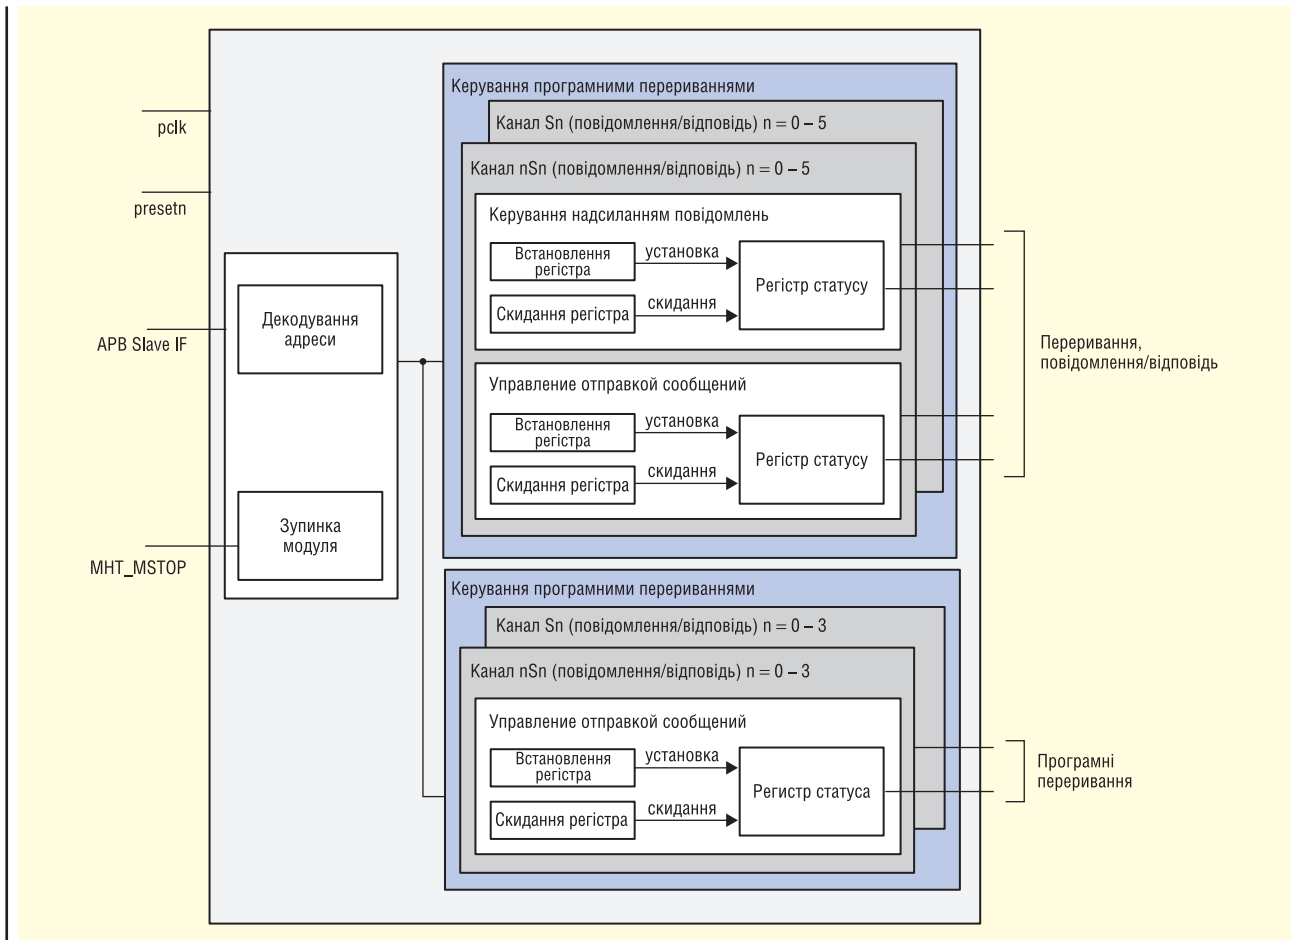 pclk
presetn
APB Slave IF
MHT_MSTOP
Декодування
адреси
Зупинка
модуля
Керування програмними перериваннями
Канал Sn (повідомлення/відповідь) n = 0 – 5
Канал nSn (повідомлення/відповідь) n = 0 – 5
Керування надсиланням повідомлень
Встановлення
регістра
установка
Скидання регістра
скидання
Регістр статусу
Управление отправкой сообщений
Встановлення
регістра
установка
Скидання регістра
скидання
Регістр статусу
Переривання,
повідомлення/відповідь
Керування програмними перериваннями
Канал Sn (повідомлення/відповідь) n = 0 – 3
Канал nSn (повідомлення/відповідь) n = 0 – 3
Управление отправкой сообщений
Встановлення
регістра
установка
Скидання регістра
скидання
Регистр статуса
Програмні
переривання